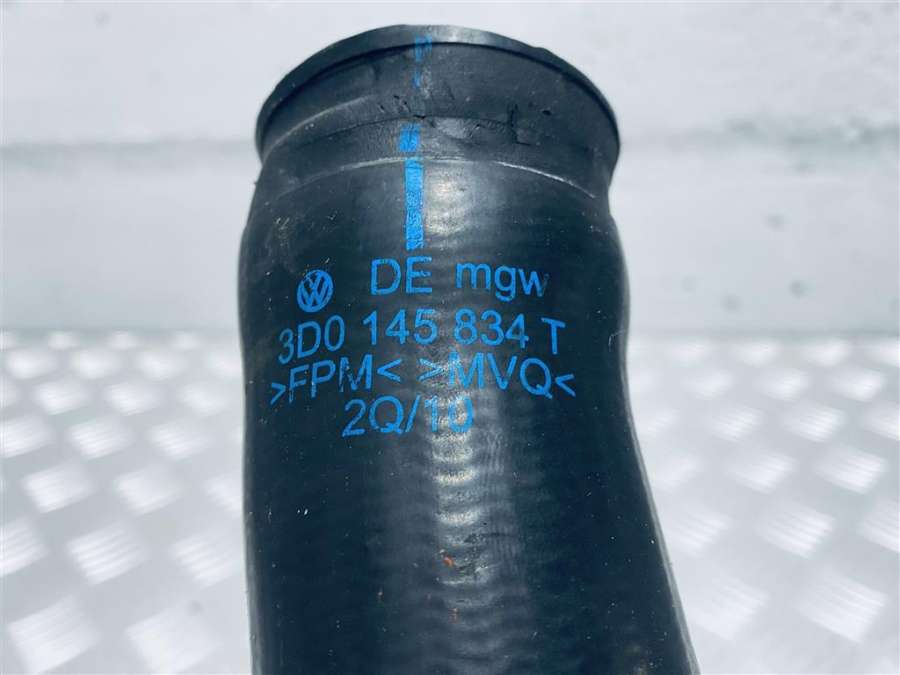 DE mgw
3D0 145 834 T
>FPM< >MVQ<
2Q/10